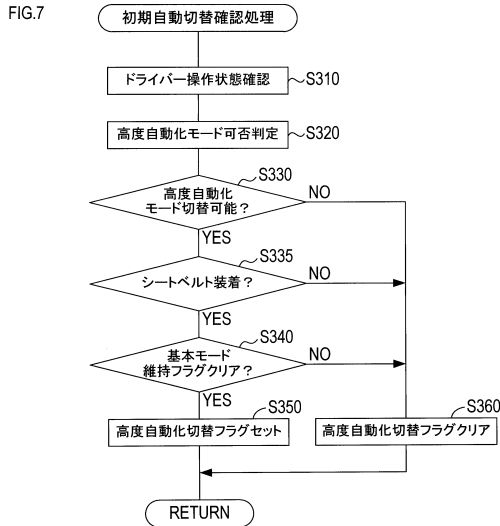 FIG.7
初期自動切替確認処理
ドライバー操作状態確認
S310
高度自動化モード可否判定
S320
S330
高度自動化
モード切替可能？
NO
YES
S335
シートベルト装着？
NO
YES
S340
基本モード
維持フラグクリア？
NO
YES
S350
高度自動化切替フラグセット
S360
高度自動化切替フラグクリア
RETURN